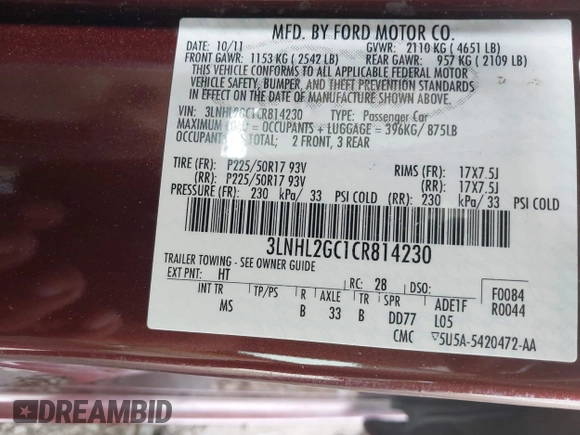 MFD. BY FORD MOTOR CO.
DATE: 10/11 GVWR: 2110 KG ( 4651 LB)
FRONT GAWR: 1153 KG ( 2542 LB) REAR GAWR: 957 KG ( 2109 LB)
THIS VEHICLE CONFORMS TO ALL APPLICABLE FEDERAL MOTOR
VEHICLE SAFETY, BUMPER, AND THEFT PREVENTION STANDARDS
IN EFFECT ON THE DATE OF MANUFACTURE SHOWN ABOVE.
VIN: 3LNHL2GC1CR814230 TYPE: Passenger Car
MAXIMUM = OCCUPANTS + LUGGAGE = 396KG/ 875LB
OCCUPANTS: TOTAL; 2 FRONT, 3 REAR
TIRE (FR): P225/50R17 93V RIMS (FR): 17X7.5J
(RR): P225/50R17 93V (RR): 17X7.5J
PRESSURE (FR): 230 kPa/ 33 PSI COLD (RR): 230 kPa/ 33 PSI COLD
3LNHL2GC1CR814230
TRAILER TOWING - SEE OWNER GUIDE
EXT PNT: HT RC: 28 DSO: F0084
INT TR TP/PS R AXLE TR SPR ADE1F R0044
MS B 33 B DD77 L05
CMC 5U5A-5420472-AA
DREAMBID